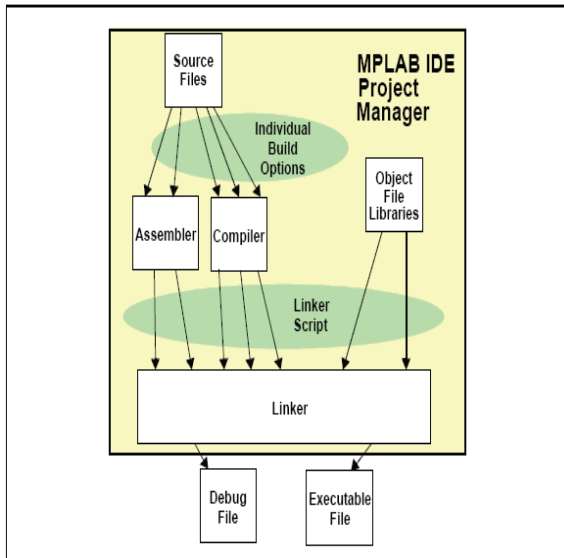 Source
Files
MPLAB IDE
Project
Manager
Individual
Build
Options
Object
File
Libraries
Assembler
Compiler
Linker
Script
Linker
Debug
File
Executable
File